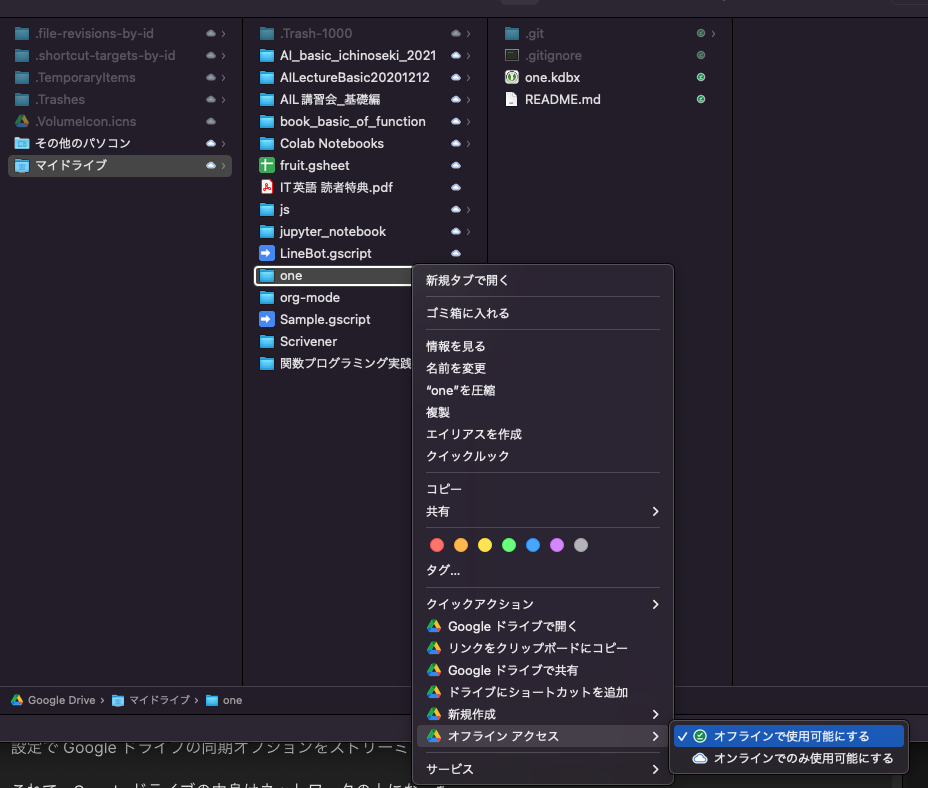 .file-revisions-by-id
.shortcut-targets-by-id
.TemporaryItems
.Trashes
.VolumeIcon.icns
その他のパソコン
マイドライブ
.Trash-1000
AI_basic_ichinoseki_2021
AILectureBasic20201212
AIL講習会_基礎編
book_basic_of_function
Colab Notebooks
fruit.gsheet
IT英語 読者特典.pdf
js
jupyter_notebook
LineBot.gscript
one
org-mode
Sample.gscript
Scrivener
関数プログラミング実践
.git
.gitignore
one.kdbx
README.md
新規タブで開く
ゴミ箱に入れる
情報を見る
名前を変更
“one”を圧縮
複製
エイリアスを作成
クイックルック
コピー
共有
タグ...
クイックアクション
Google ドライブで開く
リンクをクリップボードにコピー
Google ドライブで共有
ドライブにショートカットを追加
新規作成
オフライン アクセス
サービス
オフラインで使用可能にする
オンラインでのみ使用可能にする
Google Drive › マイドライブ › one
設定で Google ドライブの同期オプションをストリーミ